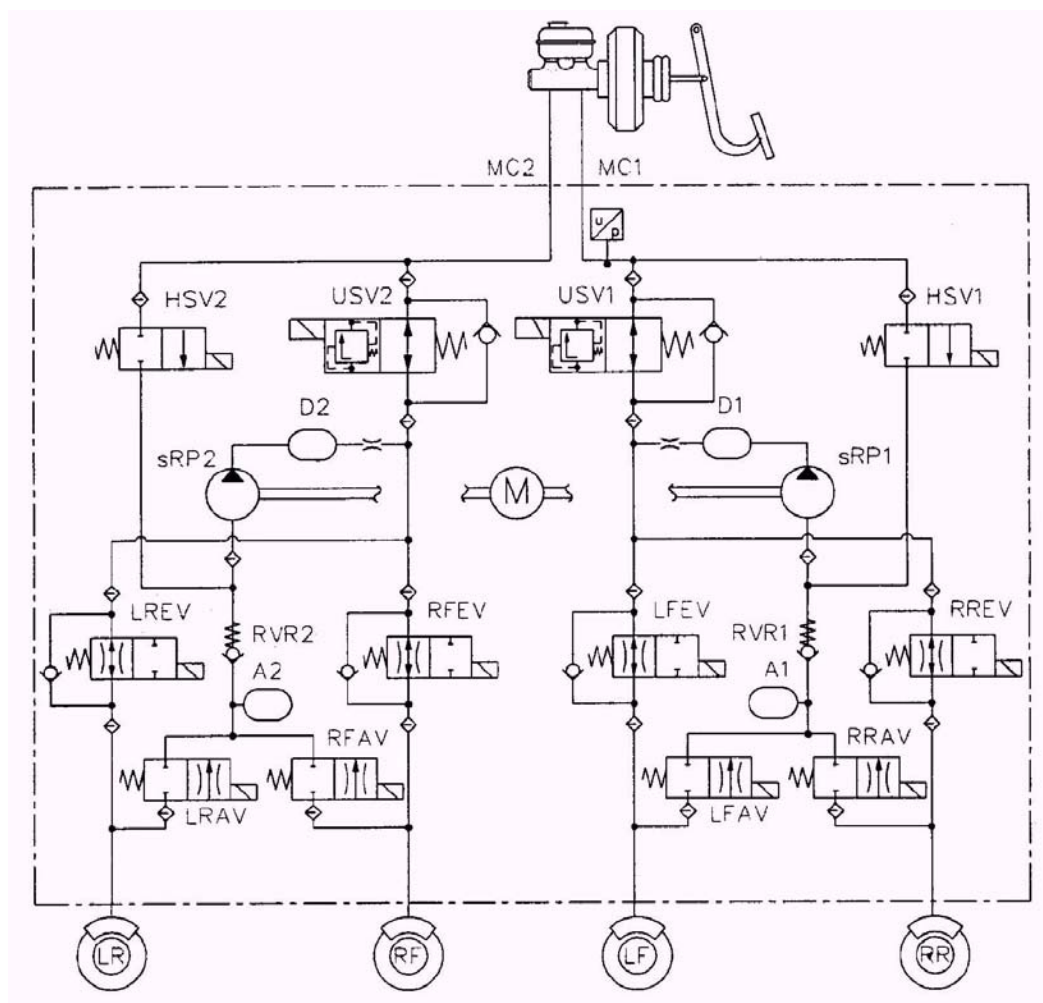 MC2 MC1
u
p
HSV2 USV2 USV1 HSV1
D2 D1
sRP2 sRP1
M
LREV RFEV LFEV RREV
RVR2 RVR1
A2 A1
RFAV RRAV
LRAV LFAV
LR RF LF RR